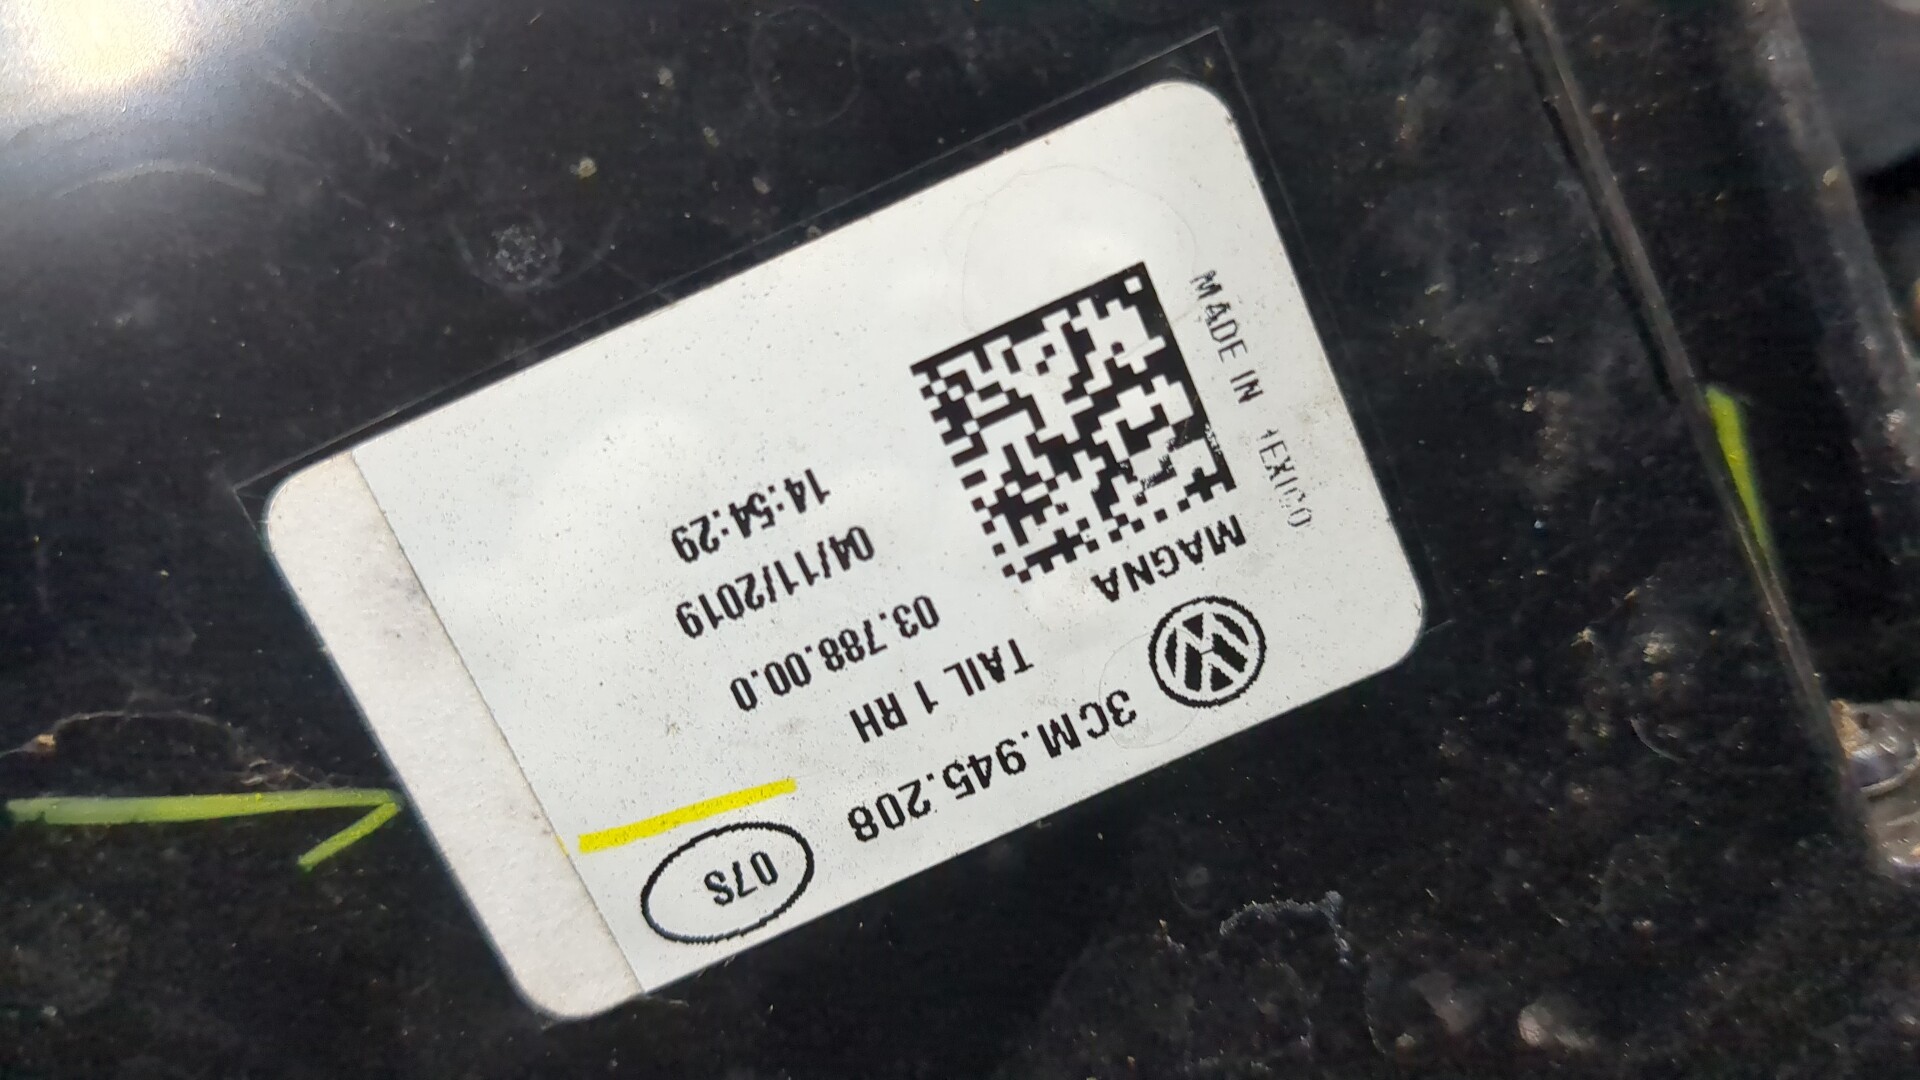 3CM.945.208
07S
TAIL 1 RH
03.788.00.0
04/11/2019
14:54:29
MAGNA
MADE IN MEXICO